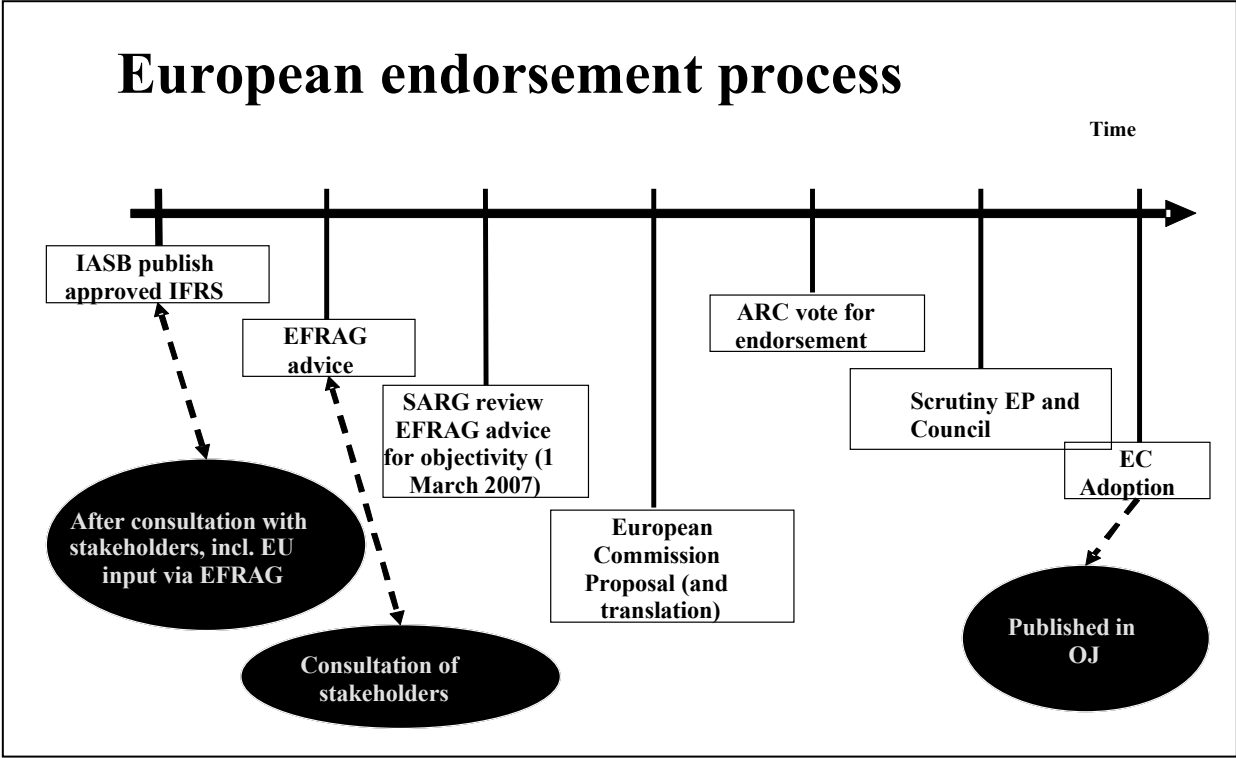 European endorsement process
Time
IASB publish
approved IFRS
EFRAG
advice
SARG review
EFRAG advice
for objectivity (1
March 2007)
European
Commission
Proposal (and
translation)
ARC vote for
endorsement
Scrutiny EP and
Council
EC
Adoption
After consultation with
stakeholders, incl. EU
input via EFRAG
Consultation of
stakeholders
Published in
OJ